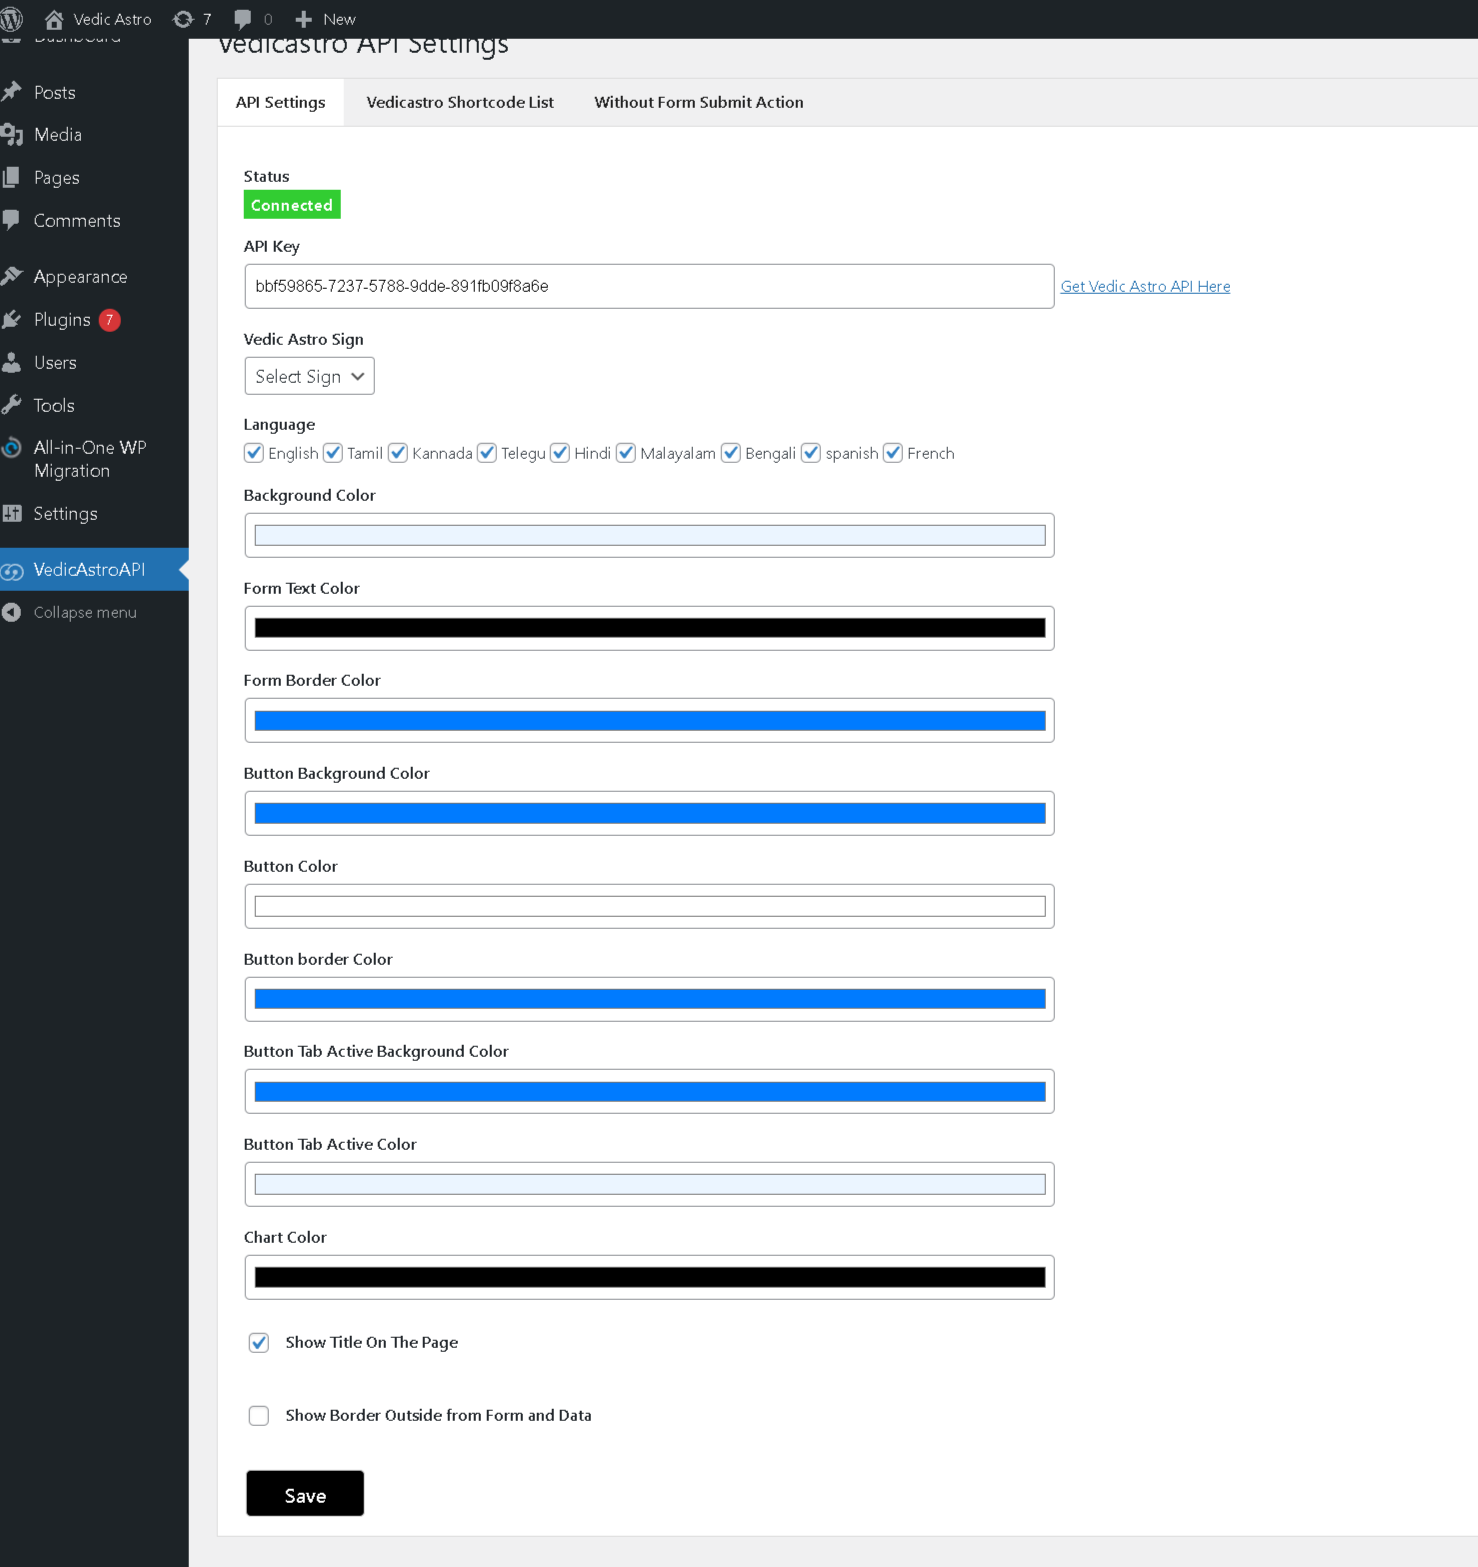 Vedic Astro 7 0 New
Dashboard
Posts
Media
Pages
Comments
Appearance
Plugins 7
Users
Tools
All-in-One WP
Migration
Settings
VedicAstroAPI
Collapse menu
Vedicastro API Settings
API Settings Vedicastro Shortcode List Without Form Submit Action
Status
Connected
API Key
bbf59865-7237-5788-9dde-891fb09f8a6e Get Vedic Astro API Here
Vedic Astro Sign
Select Sign
Language
English Tamil Kannada Telegu Hindi Malayalam Bengali spanish French
Background Color
Form Text Color
Form Border Color
Button Background Color
Button Color
Button border Color
Button Tab Active Background Color
Button Tab Active Color
Chart Color
Show Title On The Page
Show Border Outside from Form and Data
Save